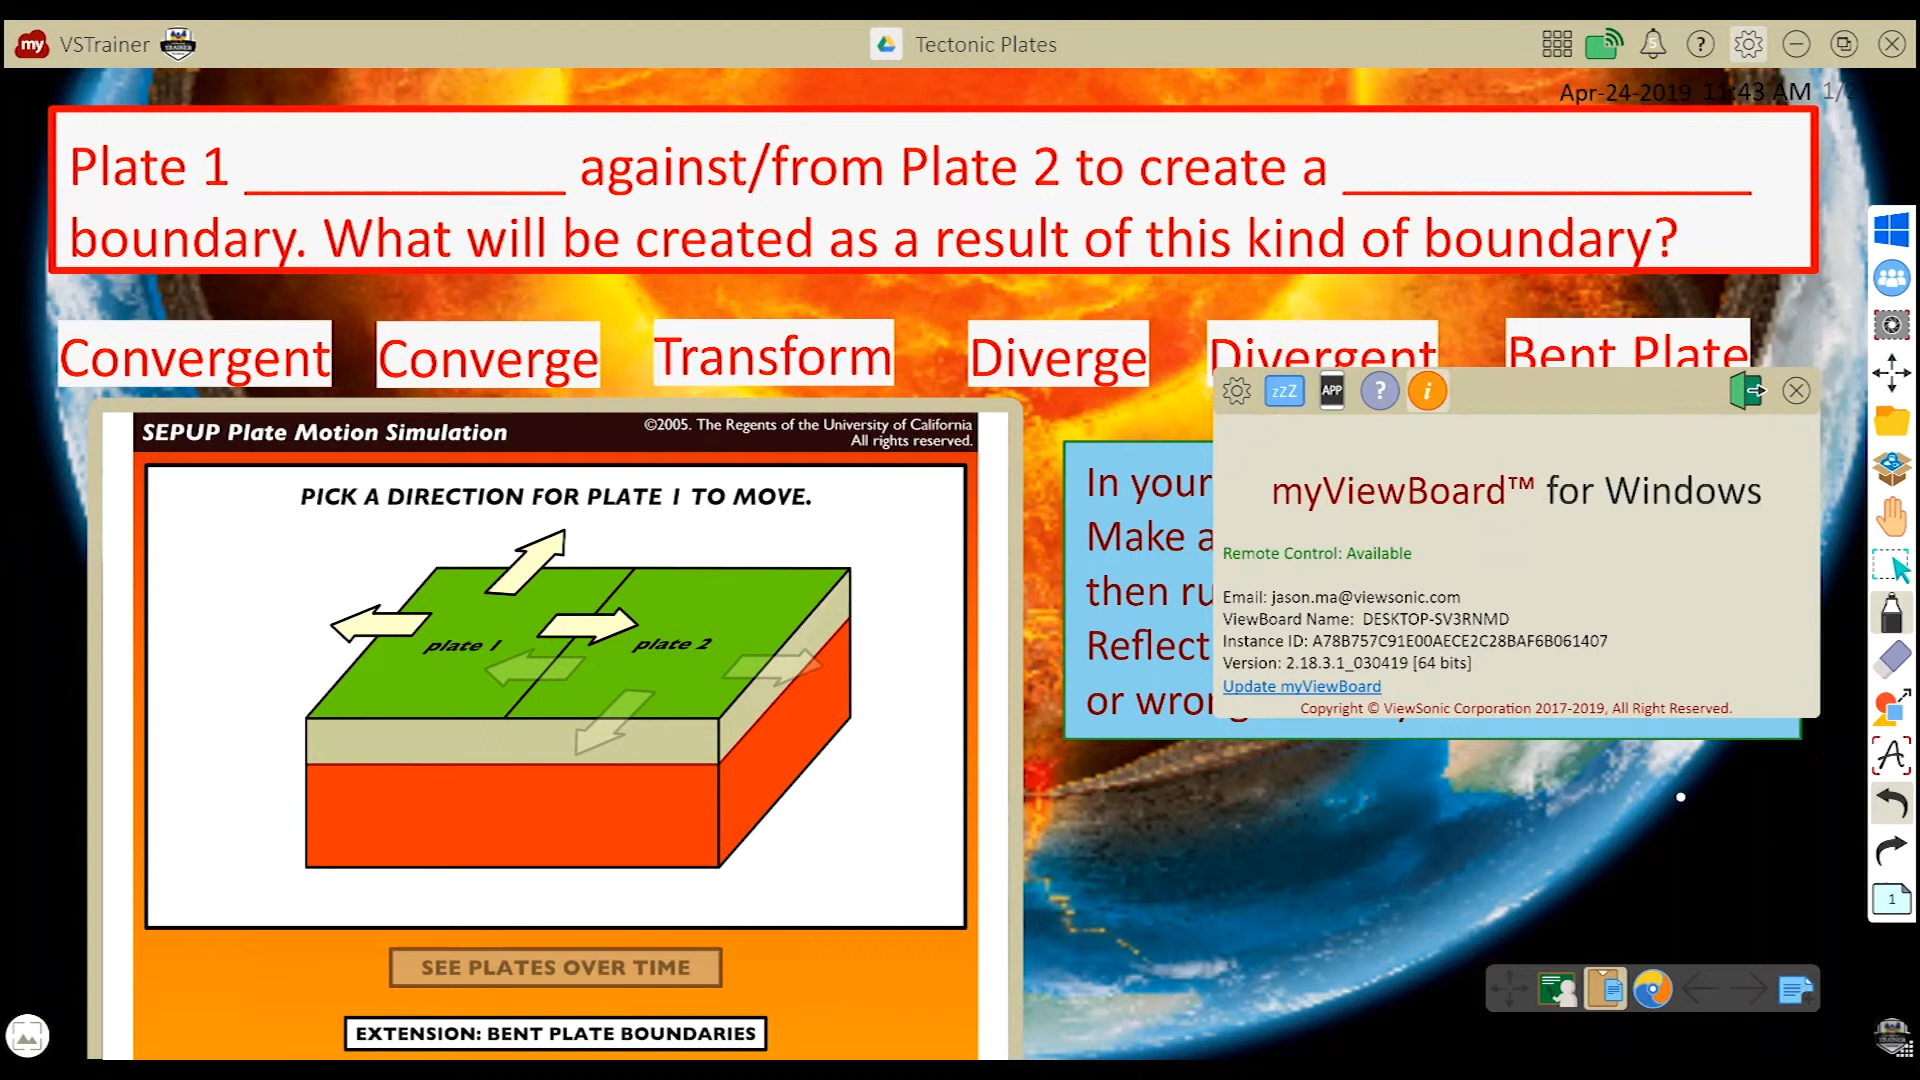 my VSTrainer
Tectonic Plates
Apr-24-2019 11:43 AM 1/
Plate 1 ____________ against/from Plate 2 to create a _______________
boundary. What will be created as a result of this kind of boundary?
Convergent Converge Transform Diverge Divergent Bent Plate
SEPUP Plate Motion Simulation
©2005. The Regents of the University of California
All rights reserved.
PICK A DIRECTION FOR PLATE 1 TO MOVE.
plate 1 plate 2
SEE PLATES OVER TIME
EXTENSION: BENT PLATE BOUNDARIES
In your
Make a
then ru
Reflect
or wro
zZZ APP ? i
myViewBoard™ for Windows
Remote Control: Available
Email: jason.ma@viewsonic.com
ViewBoard Name: DESKTOP-SV3RNMD
Instance ID: A78B757C91E00AECE2C28BAF6B061407
Version: 2.18.3.1_030419 [64 bits]
Update myViewBoard
Copyright © ViewSonic Corporation 2017-2019, All Right Reserved.
A
1